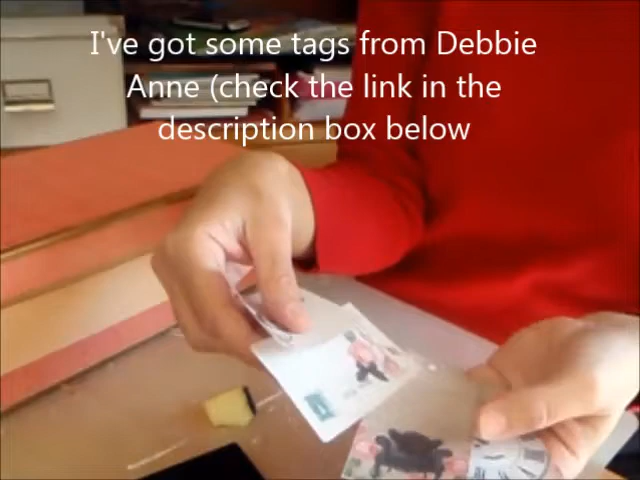 I've got some tags from Debbie
Anne (check the link in the
description box below